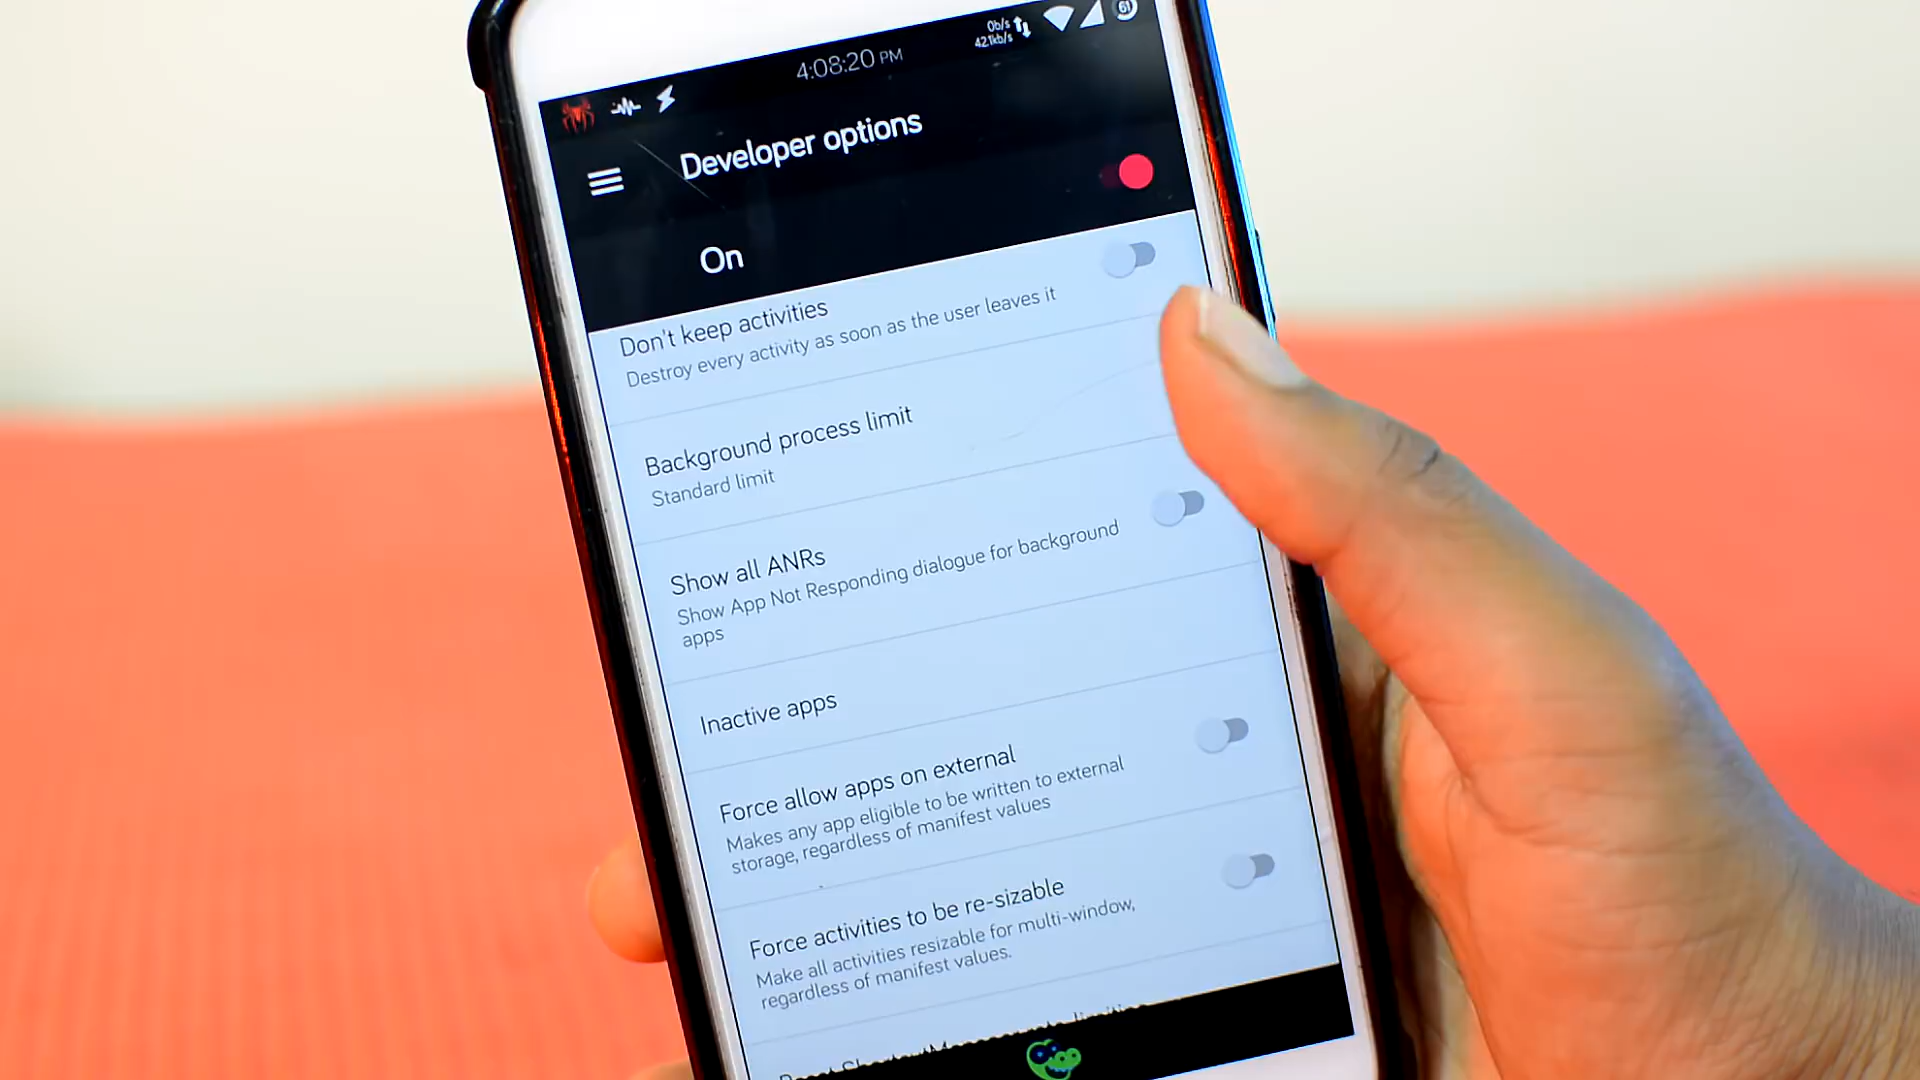 0b/s
421kb/s
61
4:08:20 PM
Developer options
On
Don't keep activities
Destroy every activity as soon as the user leaves it
Background process limit
Standard limit
Show all ANRs
Show App Not Responding dialogue for background
apps
Inactive apps
Force allow apps on external
Makes any app eligible to be written to external
storage, regardless of manifest values
Force activities to be re-sizable
Make all activities resizable for multi-window,
regardless of manifest values.